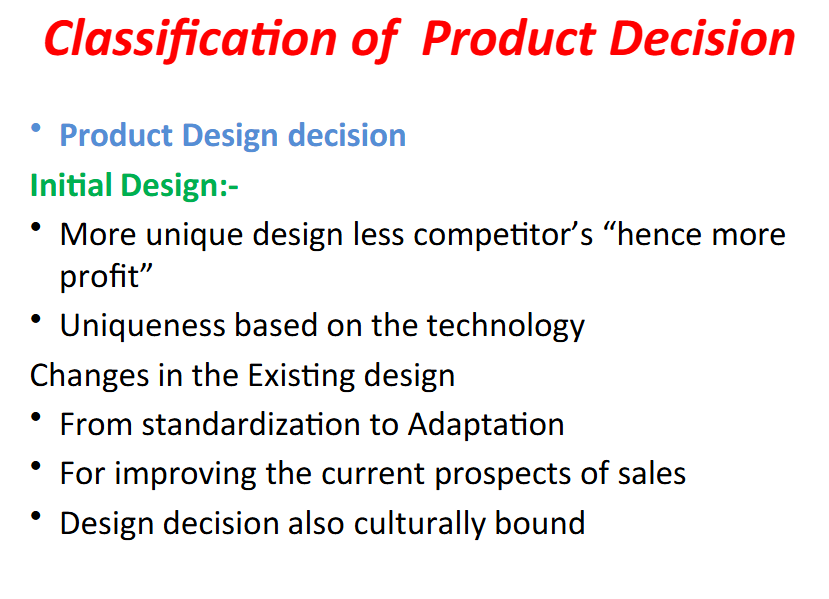 Classification of  Product Decision
• Product Design decision
Initial Design:-
• More unique design less competitor’s “hence more
profit”
• Uniqueness based on the technology
Changes in the Existing design
• From standardization to Adaptation
• For improving the current prospects of sales
• Design decision also culturally bound